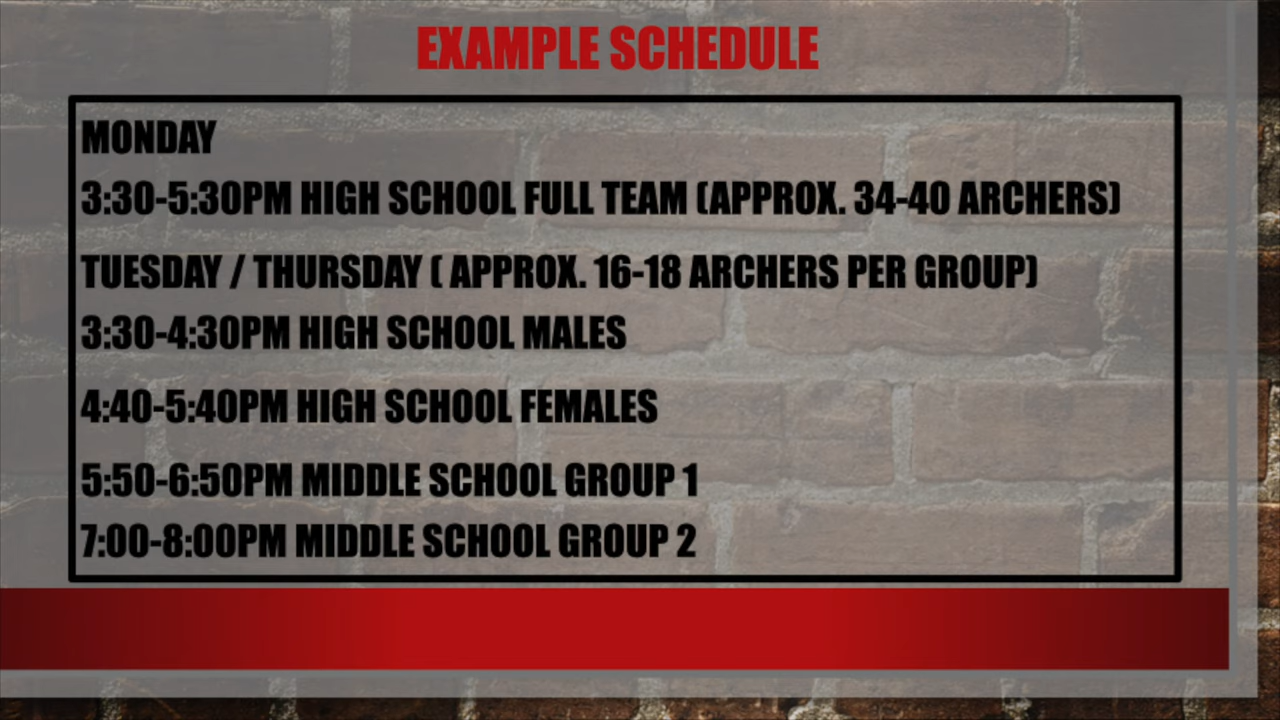 EXAMPLE SCHEDULE
MONDAY
3:30-5:30PM HIGH SCHOOL FULL TEAM (APPROX. 34-40 ARCHERS)
TUESDAY / THURSDAY ( APPROX. 16-18 ARCHERS PER GROUP)
3:30-4:30PM HIGH SCHOOL MALES
4:40-5:40PM HIGH SCHOOL FEMALES
5:50-6:50PM MIDDLE SCHOOL GROUP 1
7:00-8:00PM MIDDLE SCHOOL GROUP 2